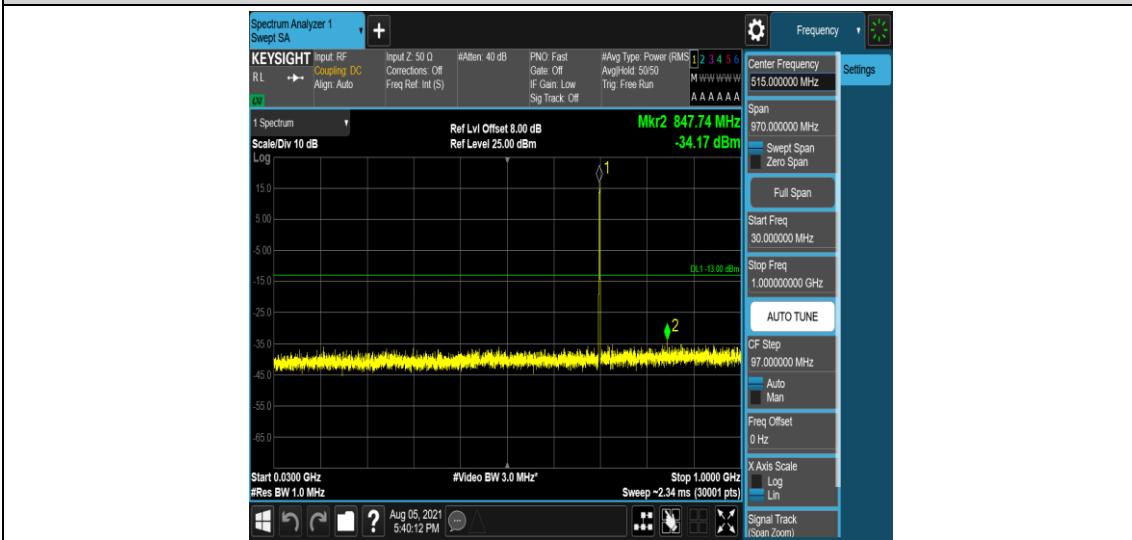 Spectrum Analyzer 1
Swept SA
+
Frequency
KEYSIGHT
RL
LXI
Input: RF
Coupling: DC
Align: Auto
Input Z: 50 Ω
Corrections: Off
Freq Ref: Int (S)
#Atten: 40 dB
PNO: Fast
Gate: Off
IF Gain: Low
Sig Track: Off
#Avg Type: Power (RMS
Avg|Hold: 50/50
Trig: Free Run
1 2 3 4 5 6
M W W W W W
A A A A A A
1 Spectrum
Scale/Div 10 dB
Log
Ref Lvl Offset 8.00 dB
Ref Level 25.00 dBm
Mkr2 847.74 MHz
-34.17 dBm
15.0
5.00
-5.00
-15.0
-25.0
-35.0
-45.0
-55.0
-65.0
1
DL1 -13.00 dBm
2
Start 0.0300 GHz
#Res BW 1.0 MHz
#Video BW 3.0 MHz*
Stop 1.0000 GHz
Sweep ~2.34 ms (30001 pts)
Center Frequency
515.000000 MHz
Settings
Span
970.000000 MHz
Swept Span
Zero Span
Full Span
Start Freq
30.000000 MHz
Stop Freq
1.000000000 GHz
AUTO TUNE
CF Step
97.000000 MHz
Auto
Man
Freq Offset
0 Hz
X Axis Scale
Log
Lin
Signal Track
(Span Zoom)
?
Aug 05, 2021
5:40:12 PM